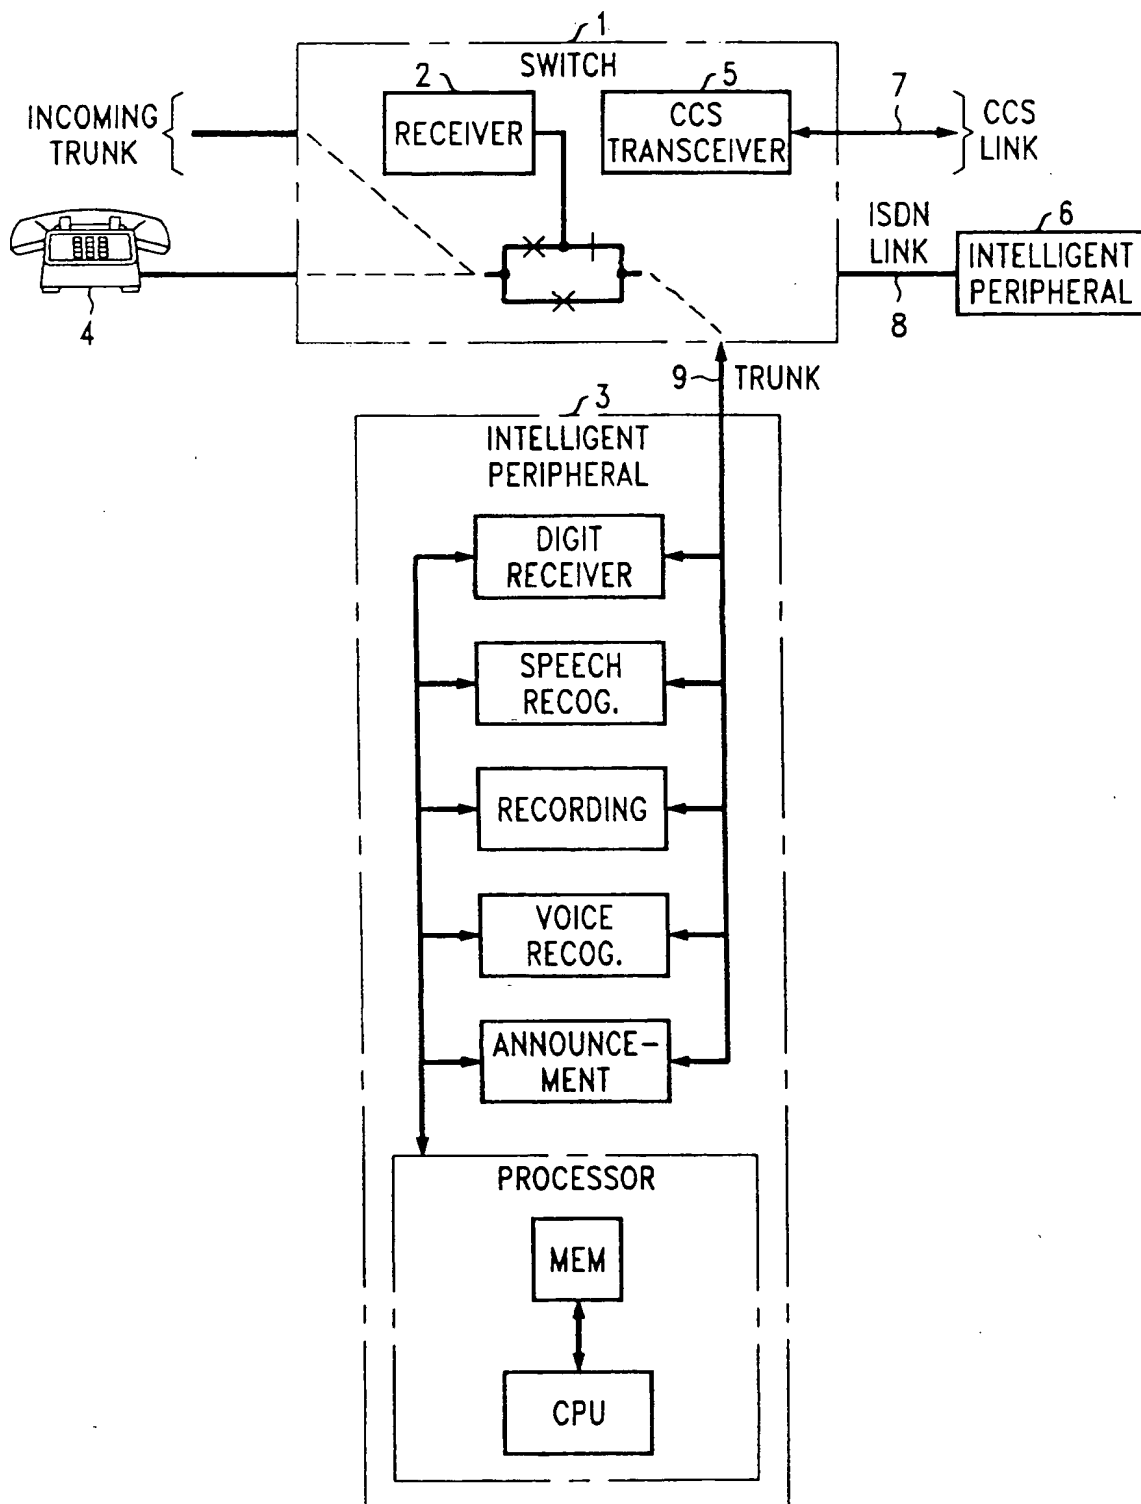 1
SWITCH
INCOMING
TRUNK
2
RECEIVER
5
CCS
TRANSCEIVER
7
CCS
LINK
4
ISDN
LINK
8
6
INTELLIGENT
PERIPHERAL
9
TRUNK
3
INTELLIGENT
PERIPHERAL
DIGIT
RECEIVER
SPEECH
RECOG.
RECORDING
VOICE
RECOG.
ANNOUNCE-
MENT
PROCESSOR
MEM
CPU